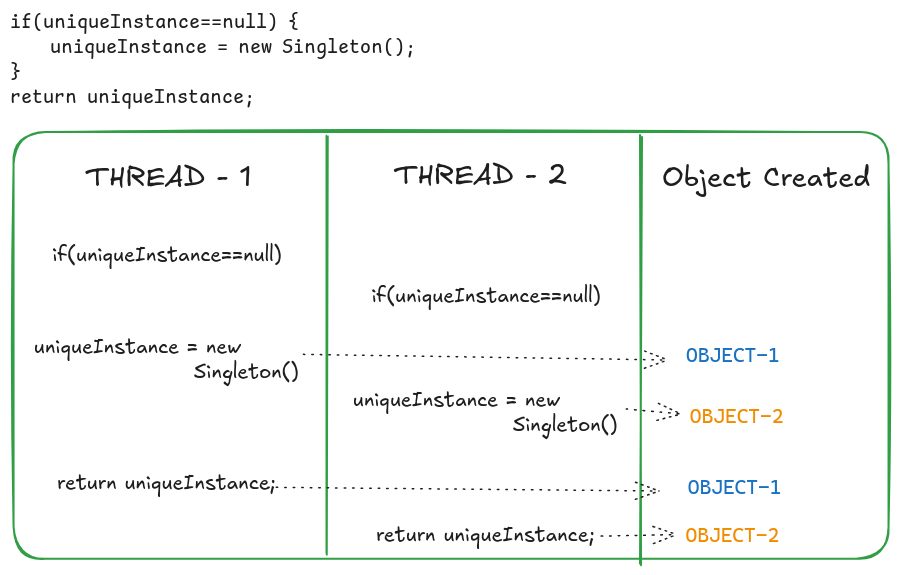 if(uniqueInstance==null) {
    uniqueInstance = new Singleton();
}
return uniqueInstance;
THREAD - 1
THREAD - 2
Object Created
if(uniqueInstance==null)
if(uniqueInstance==null)
uniqueInstance = new
Singleton()
OBJECT-1
uniqueInstance = new
Singleton()
OBJECT-2
return uniqueInstance;
OBJECT-1
return uniqueInstance;
OBJECT-2